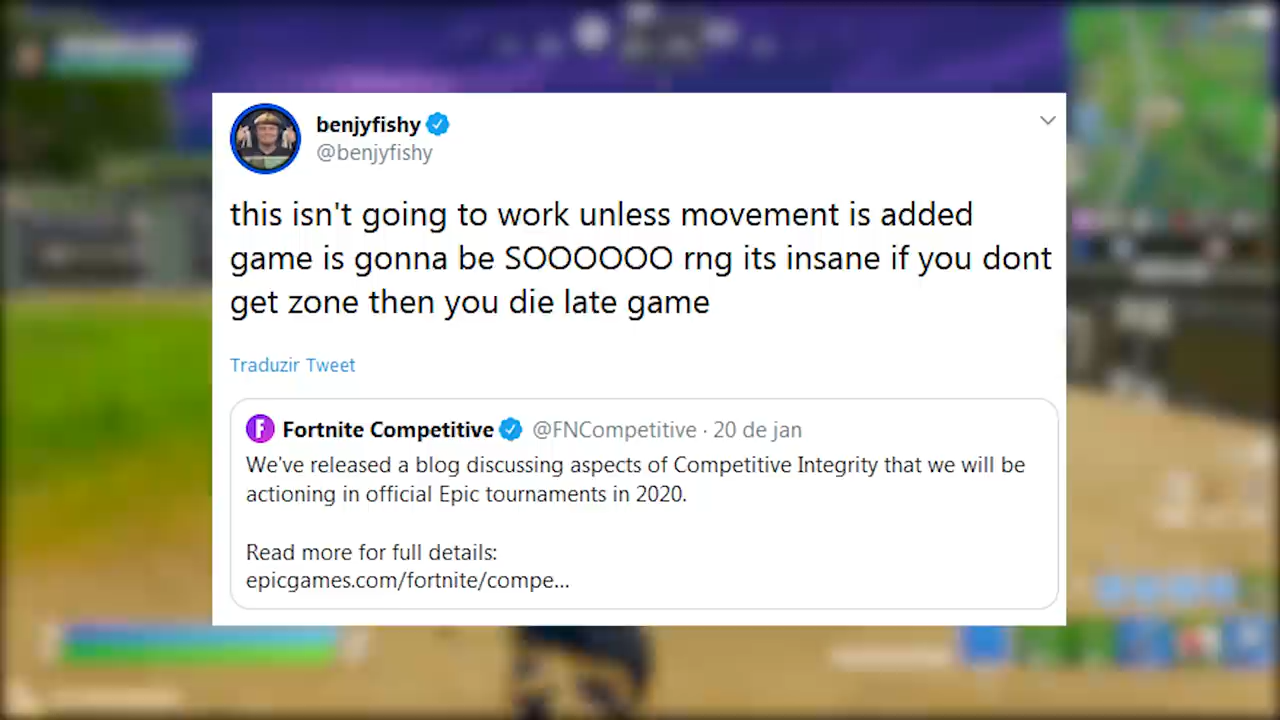 benjyfishy
@benjyfishy
this isn't going to work unless movement is added
game is gonna be SOOOOOO rng its insane if you dont
get zone then you die late game
Traduzir Tweet
Fortnite Competitive @FNCompetitive · 20 de jan
We've released a blog discussing aspects of Competitive Integrity that we will be
actioning in official Epic tournaments in 2020.
Read more for full details:
epicgames.com/fortnite/compe...